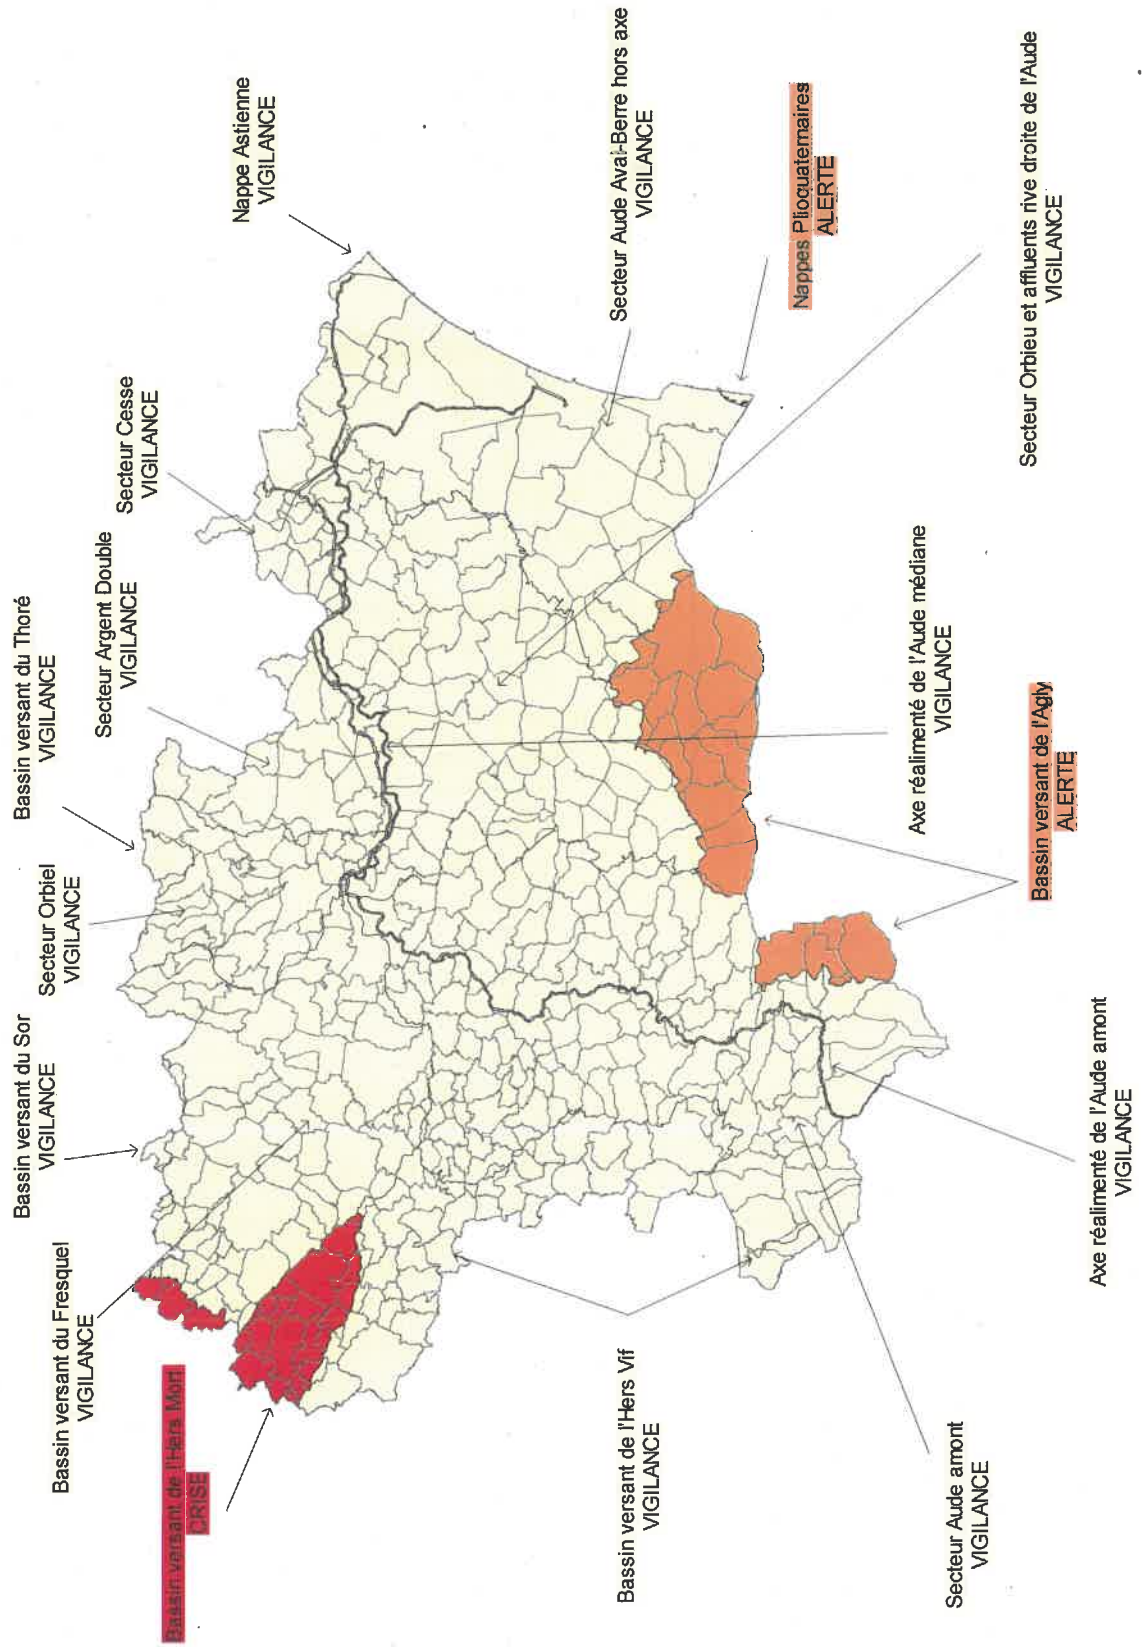 Bassin versant de l'Hers Mort
CRISE
Bassin versant du Fresquel
VIGILANCE
Bassin versant du Sor
VIGILANCE
Secteur Orbiel
VIGILANCE
Bassin versant du Thoré
VIGILANCE
Secteur Argent Double
VIGILANCE
Secteur Cesse
VIGILANCE
Nappe Astienne
VIGILANCE
Secteur Aude Aval-Berre hors axe
VIGILANCE
NappesПлioquaternaires
ALERTE
Secteur Orbieu et affluents rive droite de l'Aude
VIGILANCE
Axe réalimenté de l'Aude médiane
VIGILANCE
Bassin versant de l'Agly
ALERTE
Axe réalimenté de l'Aude amont
VIGILANCE
Secteur Aude amont
VIGILANCE
Bassin versant de l'Hers Vif
VIGILANCE